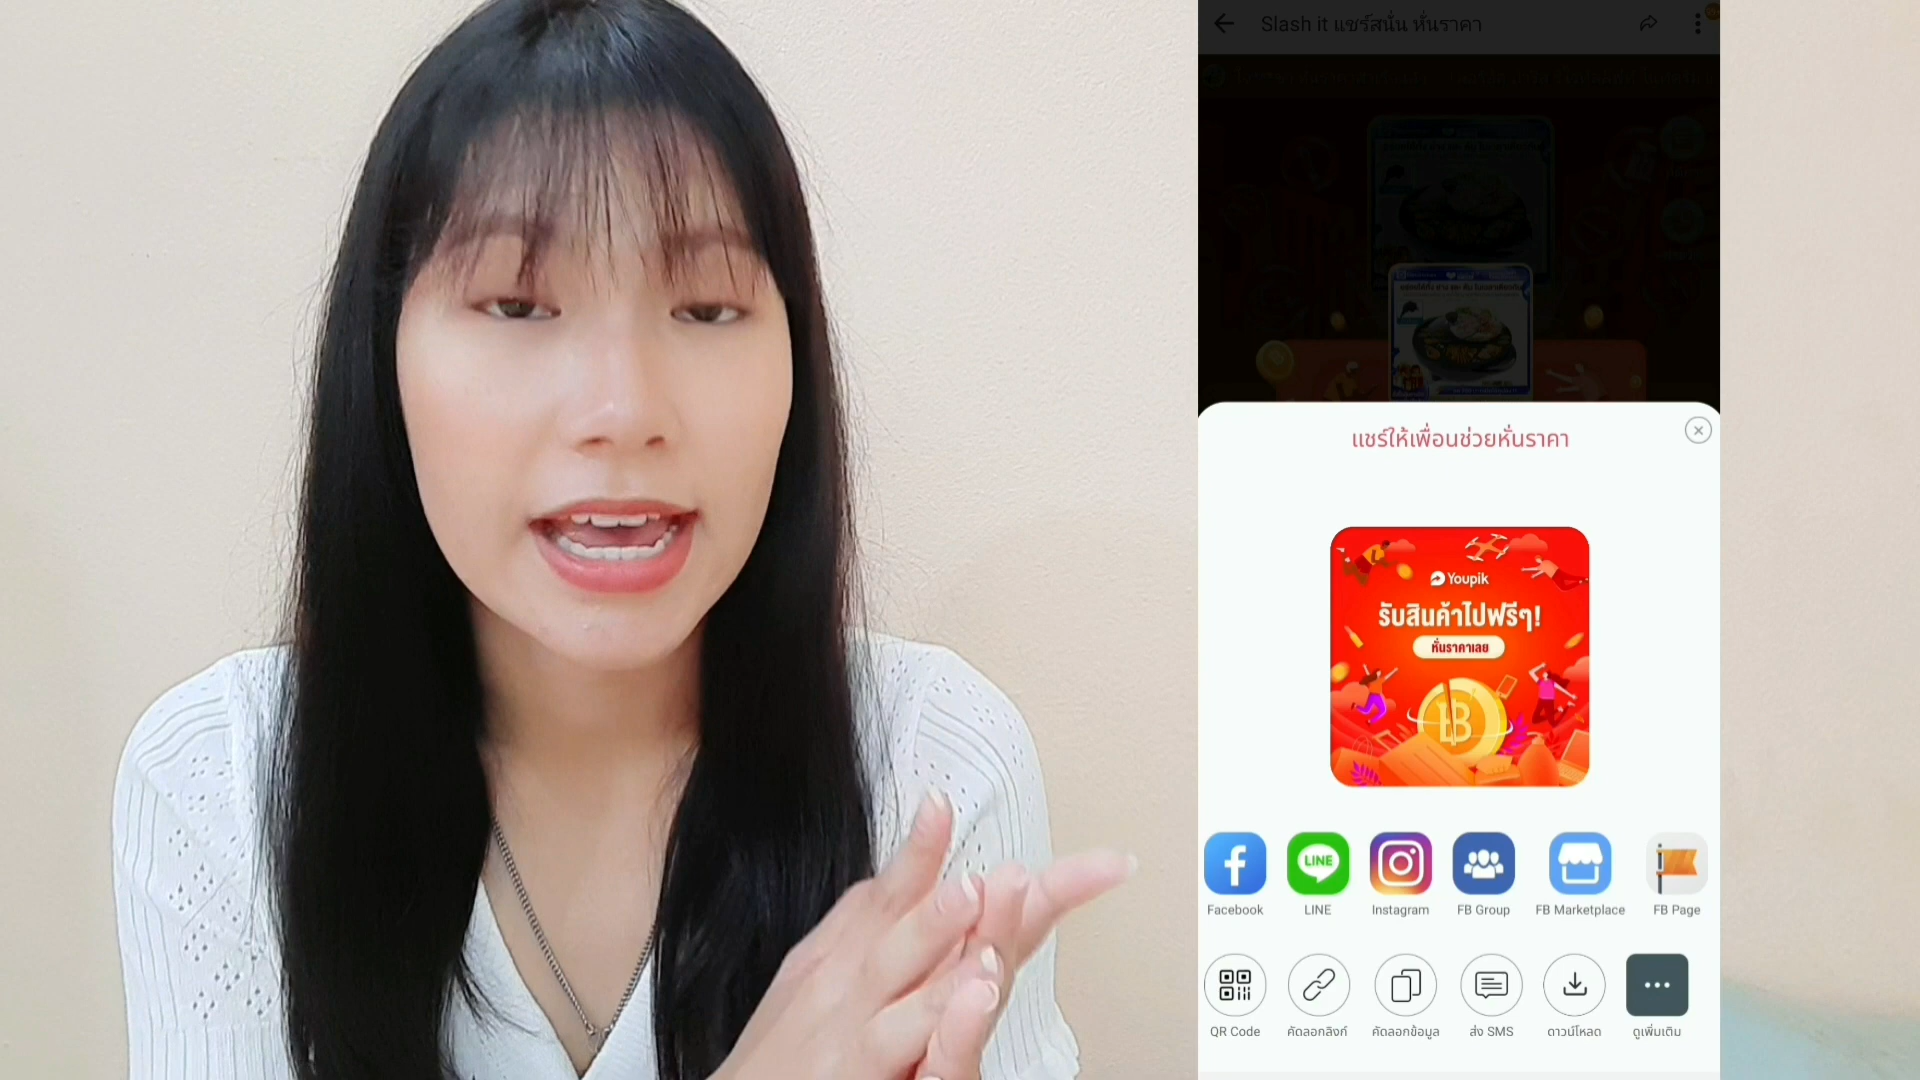 Slash it แชร์สนั่น หั่นราคา
แชร์ให้เพื่อนช่วยหั่นราคา
Youpik
รับสินค้าไปฟรีๆ!
หั่นราคาเลย
Facebook
LINE
LINE
Instagram
FB Group
FB Marketplace
FB Page
QR Code
คัดลอกลิงก์
คัดลอกข้อมูล
ส่ง SMS
ดาวน์โหลด
ดูเพิ่มเติม